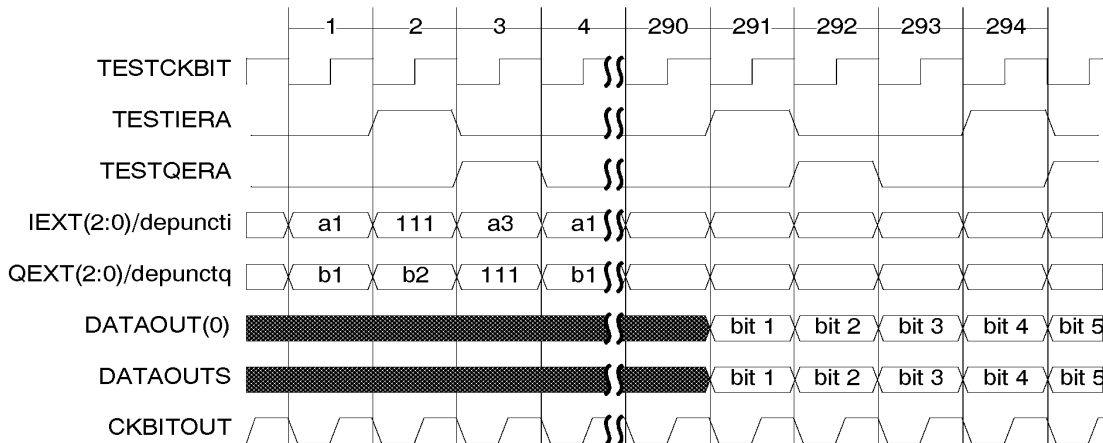 1 2 3 4 290 291 292 293 294
TESTCKBIT
TESTIERA
TESTQERA
IEXT(2:0)/depuncti a1 111 a3 a1
QEXT(2:0)/depunctq b1 b2 111 b1
DATAOUT(0) bit 1 bit 2 bit 3 bit 4 bit 5
DATAOUTS bit 1 bit 2 bit 3 bit 4 bit 5
CKBITOUT